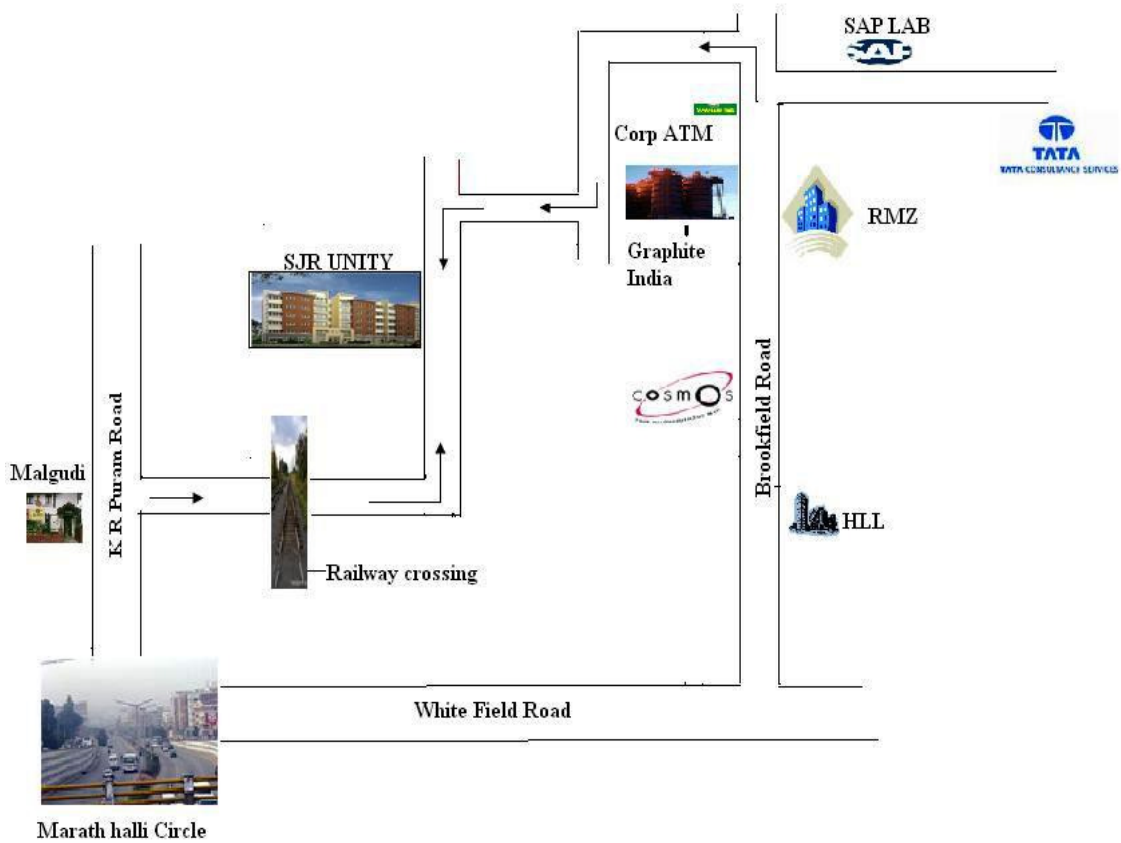 SAP LAB
SAP
Corp ATM
TATA
TATA CONSULTANCY SERVICES
RMZ
Graphite
India
SJR UNITY
cosmos
K R Puram Road
Brookfield Road
Malgudi
HLL
Railway crossing
White Field Road
Marath halli Circle